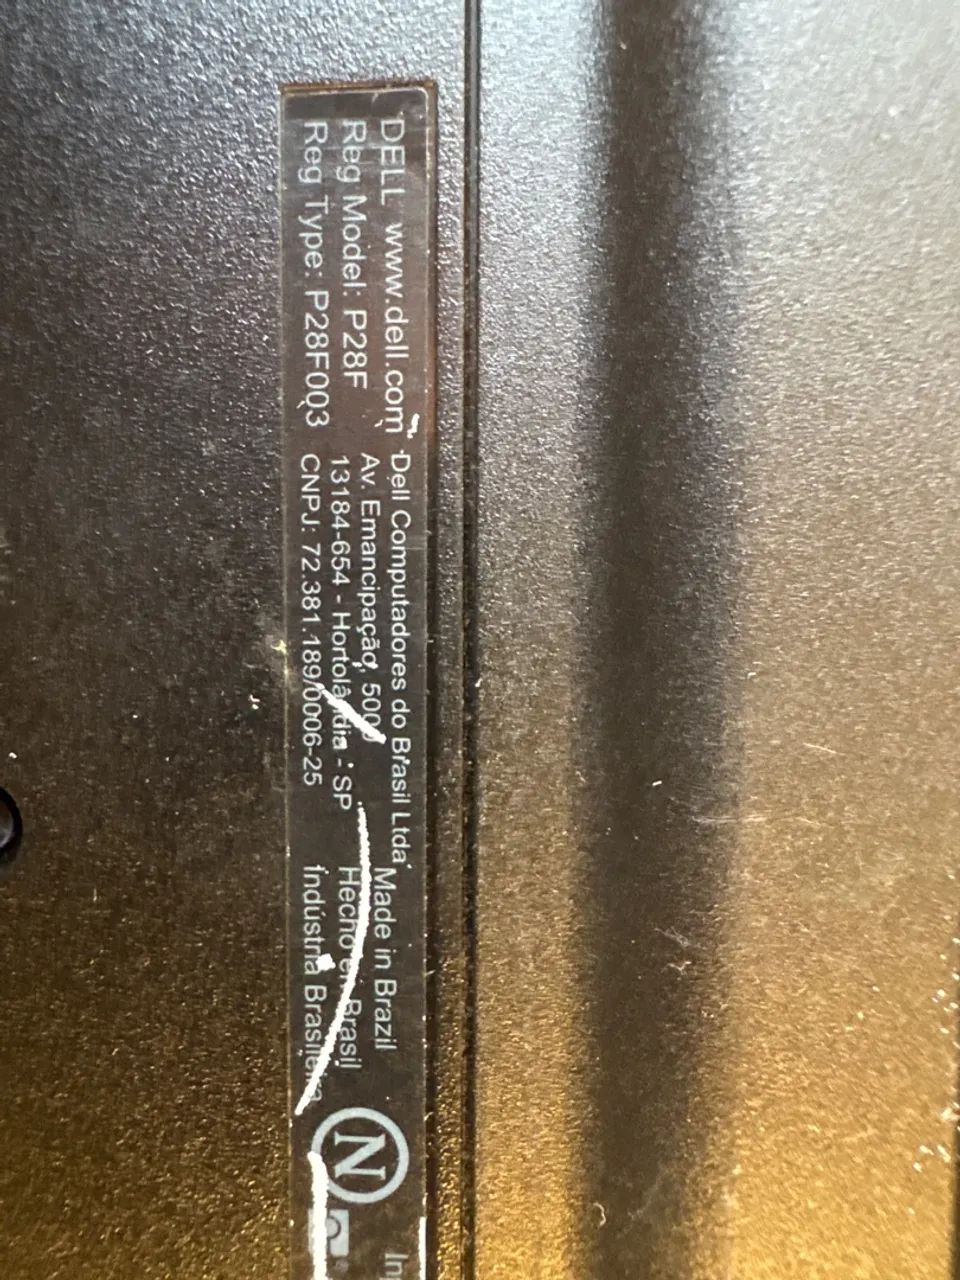 DELL www.dell.com
Reg Model: P28F
Reg Type: P28F003
Dell Computadores do Brasil Ltda
Av. Emancipação, 5000
13184-654 - Hortolândia - SP
CNPJ: 72.381.189/0006-25
Made in Brazil
Hecho en Brasil
Indústria Brasileira
N